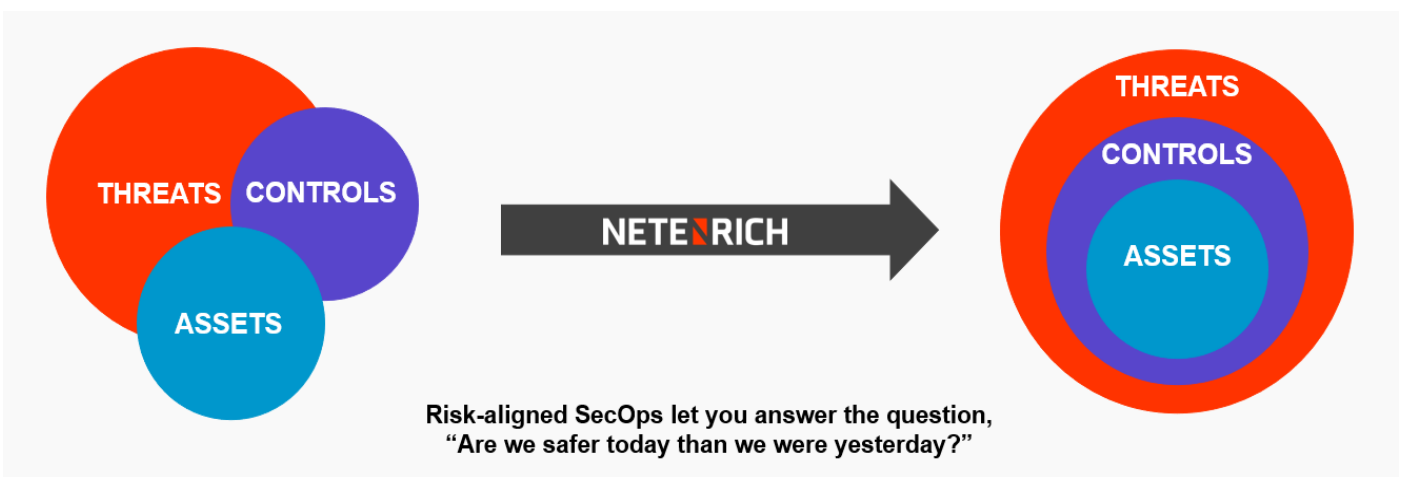 THREATS
CONTROLS
ASSETS
NETENRICH
THREATS
CONTROLS
ASSETS
Risk-aligned SecOps let you answer the question,
“Are we safer today than we were yesterday?”